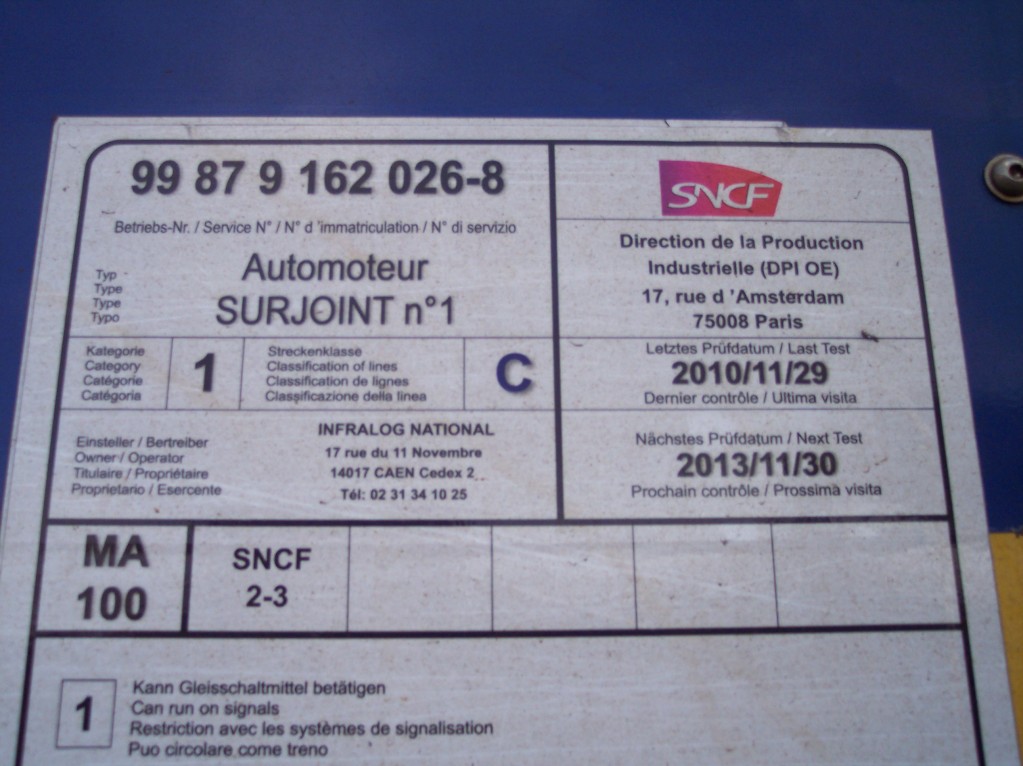 99 87 9 162 026-8
Betriebs-Nr. / Service N° / N° d 'immatriculation / N° di servizio
Typ
Type
Type
Typo
Automoteur
SURJOINT n°1
Kategorie
Category
Catégorie
Catégoria
1
Streckenklasse
Classification of lines
Classification de lignes
Classificazione della linea
C
Einsteller / Bertreiber
Owner / Operator
Titulaire / Propriétaire
Proprietario / Esercente
INFRALOG NATIONAL
17 rue du 11 Novembre
14017 CAEN Cedex 2
Tél: 02 31 34 10 25
SNCF
Direction de la Production
Industrielle (DPI OE)
17, rue d 'Amsterdam
75008 Paris
Letztes Prüfdatum / Last Test
2010/11/29
Dernier contrôle / Ultima visita
Nächstes Prüfdatum / Next Test
2013/11/30
Prochain contrôle / Prossima visita
MA
100
SNCF
2-3
1
Kann Gleisschaltmittel betätigen
Can run on signals
Restriction avec les systèmes de signalisation
Puo circolare come treno